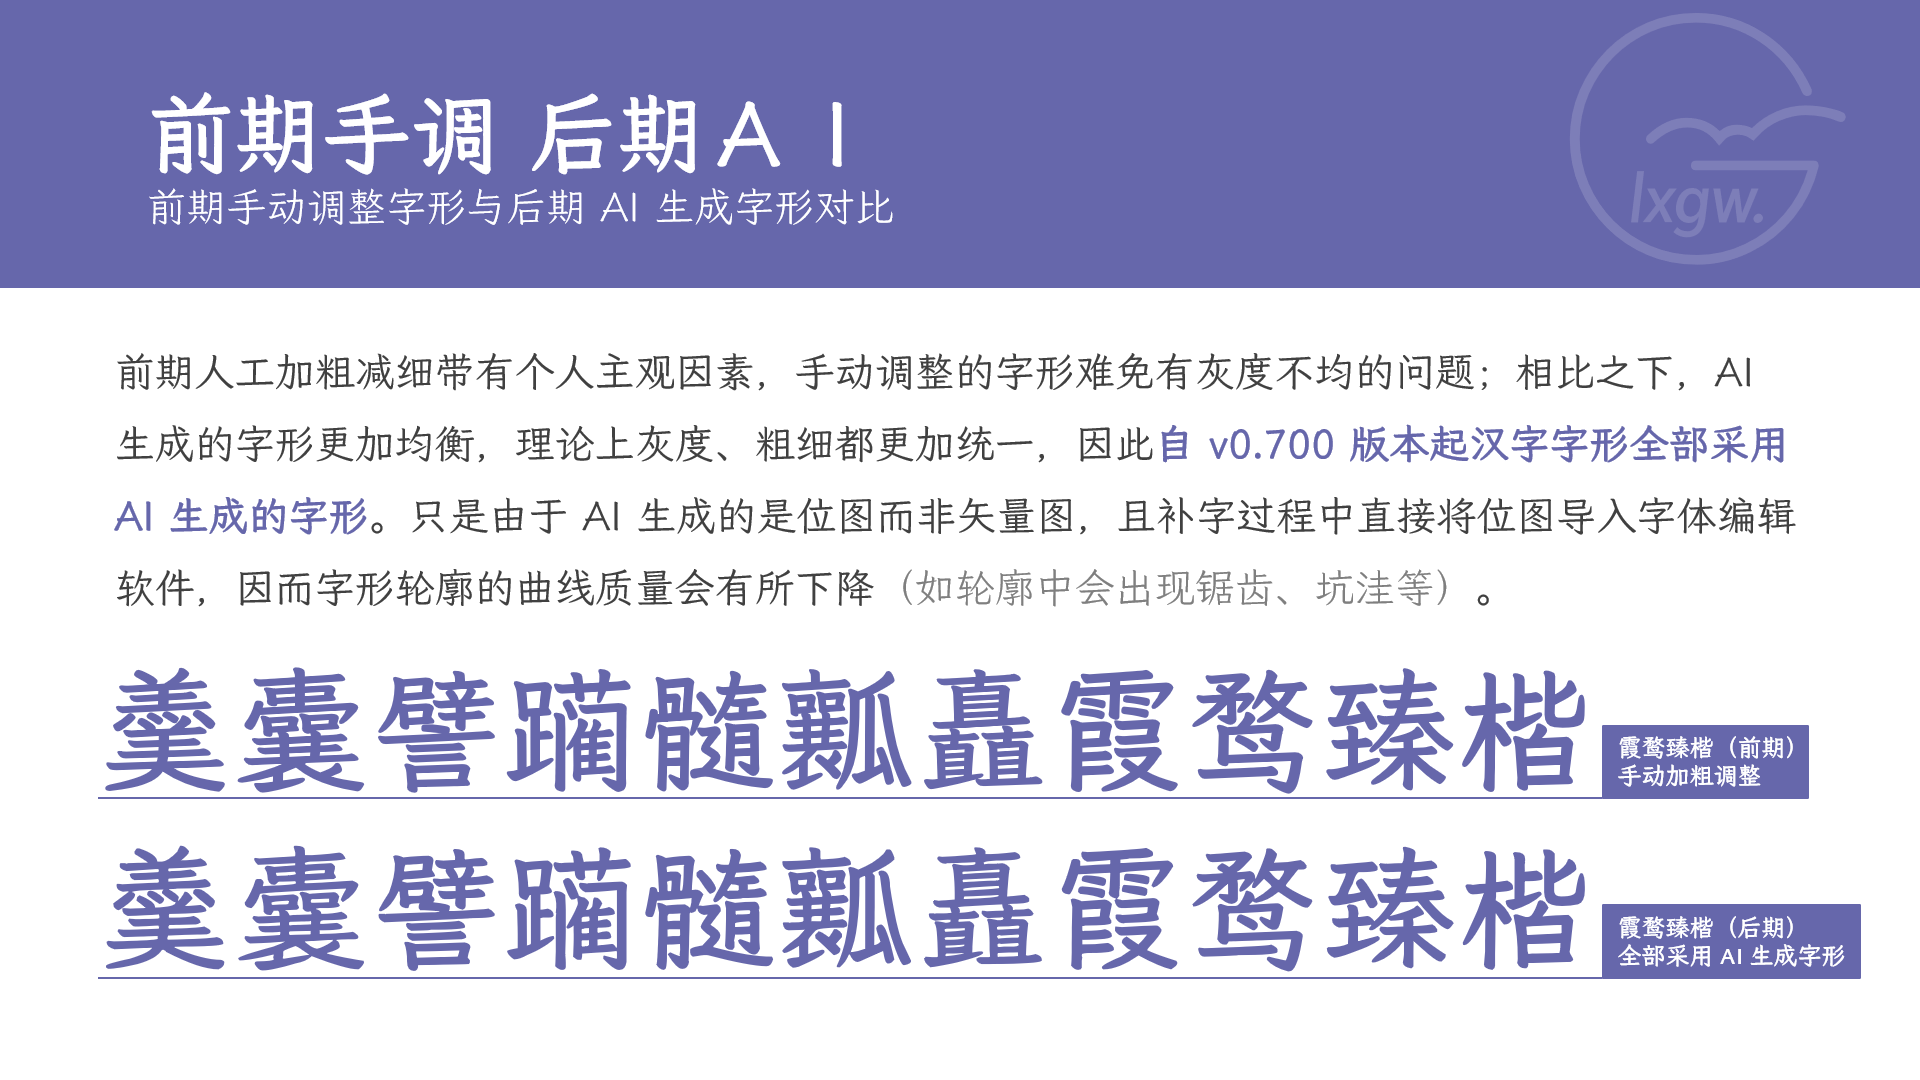 前期手调 后期AI
前期手动调整字形与后期 AI 生成字形对比
lxgw.
前期人工加粗减细带有个人主观因素，手动调整的字形难免有灰度不均的问题；相比之下，AI
生成的字形更加均衡，理论上灰度、粗细都更加统一，因此自 v0.700 版本起汉字字形全部采用
AI 生成的字形。只是由于 AI 生成的是位图而非矢量图，且补字过程中直接将位图导入字体编辑
软件，因而字形轮廓的曲线质量会有所下降（如轮廓中会出现锯齿、坑洼等）。
羹囊譬躏髓瓤矗霞鹜臻楷
霞鹜臻楷（前期）
手动加粗调整
羹囊譬躏髓瓤矗霞鹜臻楷
霞鹜臻楷（后期）
全部采用 AI 生成字形